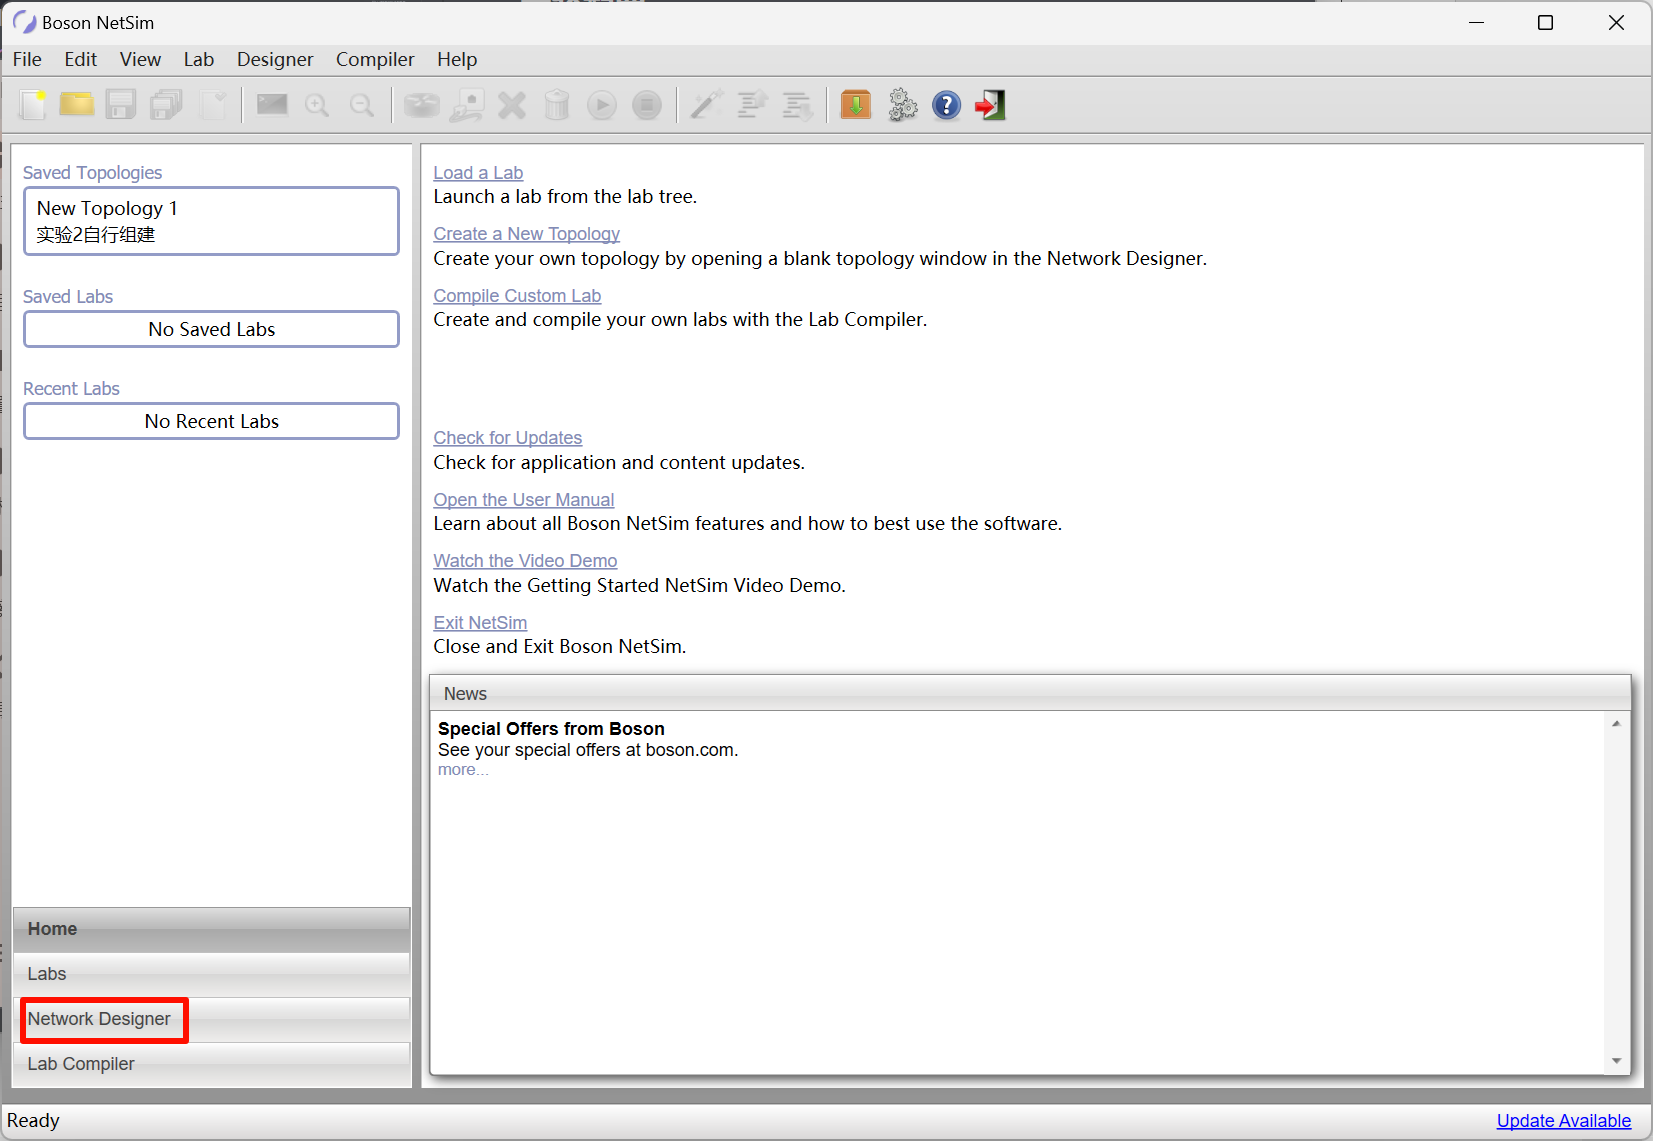 Boson NetSim
File Edit View Lab Designer Compiler Help
Saved Topologies
New Topology 1
实验2自行组建
Saved Labs
No Saved Labs
Recent Labs
No Recent Labs
Home
Labs
Network Designer
Lab Compiler
Load a Lab
Launch a lab from the lab tree.
Create a New Topology
Create your own topology by opening a blank topology window in the Network Designer.
Compile Custom Lab
Create and compile your own labs with the Lab Compiler.
Check for Updates
Check for application and content updates.
Open the User Manual
Learn about all Boson NetSim features and how to best use the software.
Watch the Video Demo
Watch the Getting Started NetSim Video Demo.
Exit NetSim
Close and Exit Boson NetSim.
News
Special Offers from Boson
See your special offers at boson.com.
more...
Ready
Update Available